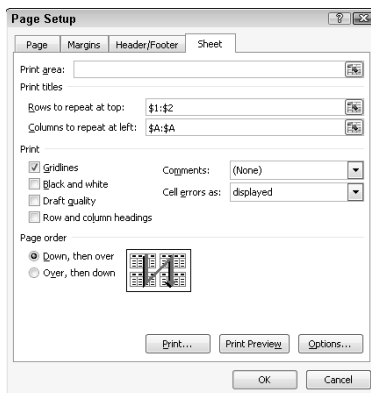 Page Setup
Page Margins Header/Footer Sheet
Print area:
Print titles
Rows to repeat at top: $1:$2
Columns to repeat at left: $A:$A
Print
Gridlines
Black and white
Draft quality
Row and column headings
Comments: (None)
Cell errors as: displayed
Page order
Down, then over
Over, then down
Print... Print Preview Options...
OK Cancel